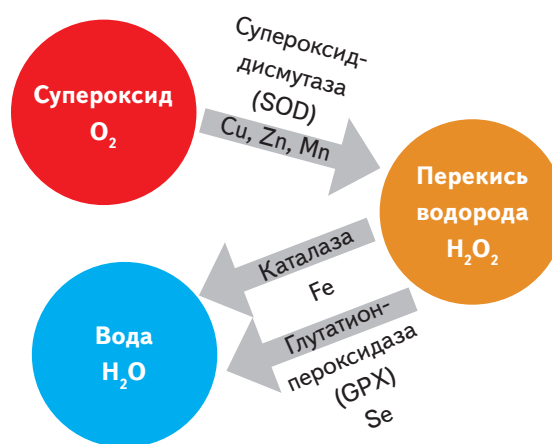 Супероксид
O₂
Супероксид-
дисмутаза
(SOD)
Cu, Zn, Mn
Перекись
водорода
H₂O₂
Каталаза
Fe
Глутатион-
пероксидаза
(GPX)
Se
Вода
H₂O